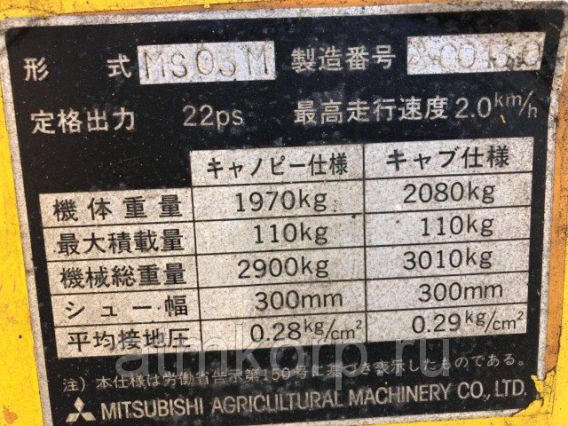 形 式 MS03M 製造番号
定格出力 22ps 最高走行速度 2.0km/h
キャノピー仕様 キャブ仕様
機体重量 1970kg 2080kg
最大積載量 110kg 110kg
機械総重量 2900kg 3010kg
シュー幅 300mm 300mm
平均接地圧 0.28kg/cm² 0.29kg/cm²
注) 本仕様は労働省告示第150号に基づき表示したものである。
MITSUBISHI AGRICULTURAL MACHINERY CO., LTD.
almkorp.ru